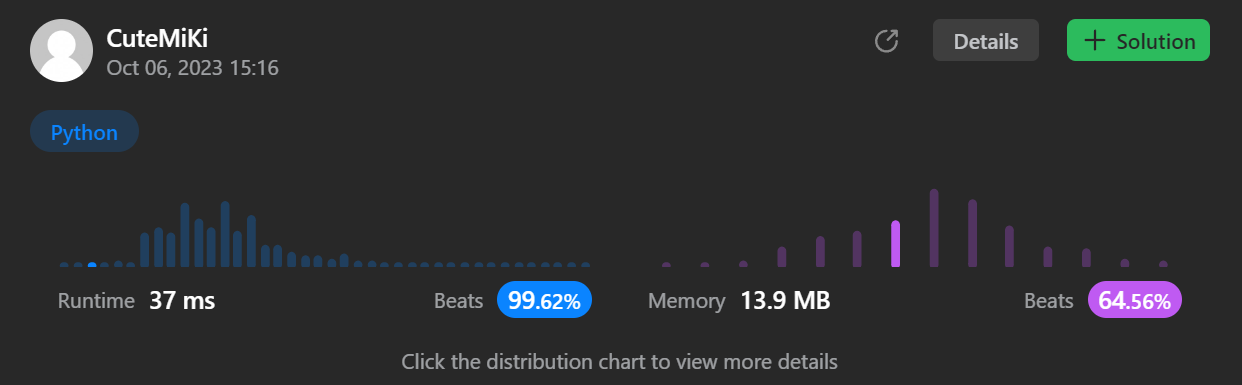 CuteMiKi
Oct 06, 2023 15:16
Details
Solution
Python
Runtime 37 ms Beats 99.62%
Memory 13.9 MB Beats 64.56%
Click the distribution chart to view more details